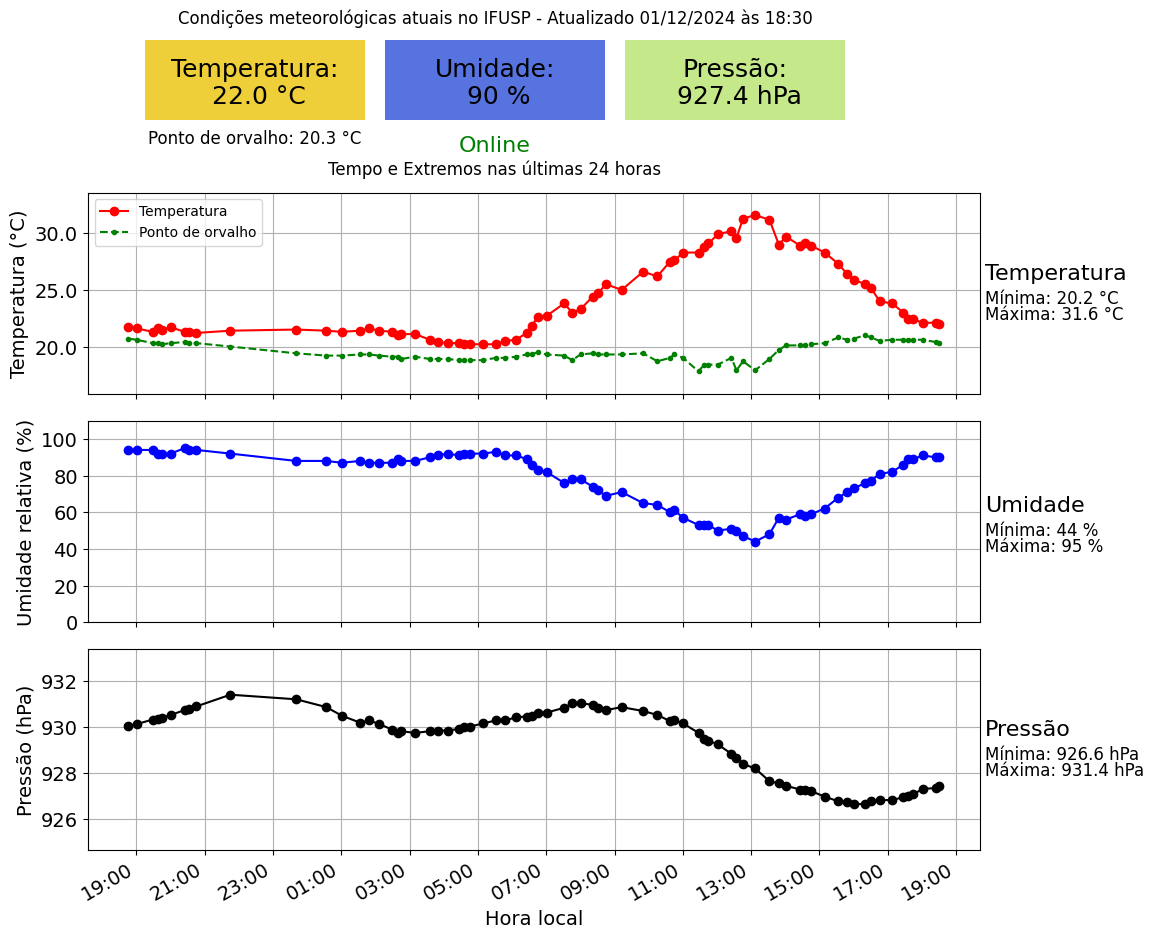 Condições meteorológicas atuais no IFUSP - Atualizado 01/12/2024 às 18:30
Temperatura:
22.0 °C
Umidade:
90 %
Pressão:
927.4 hPa
Ponto de orvalho: 20.3 °C
Online
Tempo e Extremos nas últimas 24 horas
Temperatura (°C)
30.0
25.0
20.0
Temperatura
Ponto de orvalho
Temperatura
Mínima: 20.2 °C
Máxima: 31.6 °C
Umidade relativa (%)
100
80
60
40
20
0
Umidade
Mínima: 44 %
Máxima: 95 %
Pressão (hPa)
932
930
928
926
Pressão
Mínima: 926.6 hPa
Máxima: 931.4 hPa
19:00 21:00 23:00 01:00 03:00 05:00 07:00 09:00 11:00 13:00 15:00 17:00 19:00
Hora local